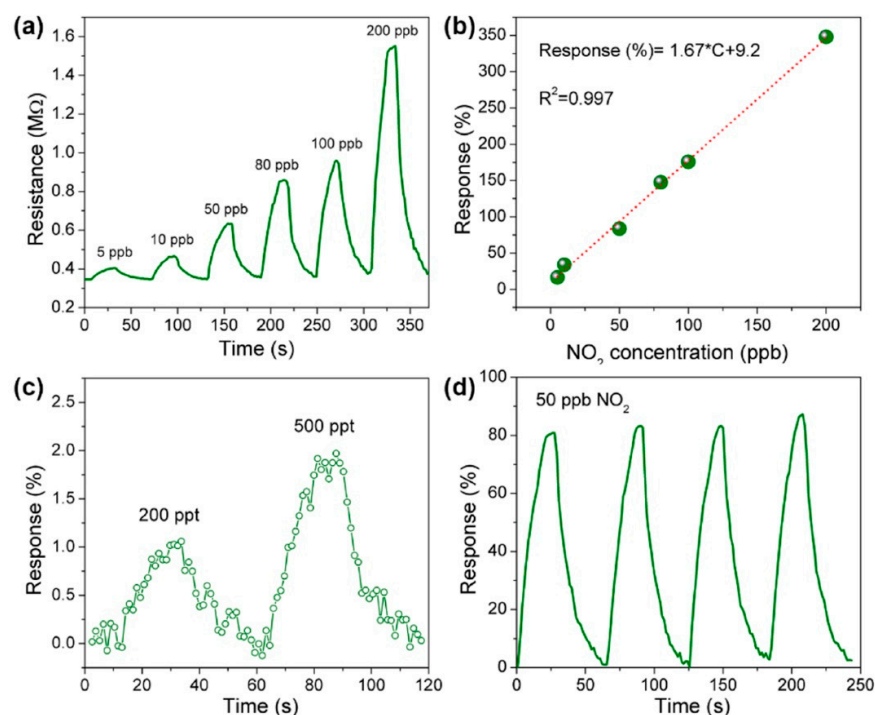 (a)
200 ppb
100 ppb
80 ppb
50 ppb
10 ppb
5 ppb
1.6
1.4
1.2
1.0
0.8
0.6
0.4
0.2
Resistance (MΩ)
0 50 100 150 200 250 300 350
Time (s)
(b)
Response (%)= 1.67*C+9.2
R²=0.997
350
300
250
200
150
100
50
0
Response (%)
0 50 100 150 200
NO₂ concentration (ppb)
(c)
500 ppt
200 ppt
2.5
2.0
1.5
1.0
0.5
0.0
Response (%)
0 20 40 60 80 100 120
Time (s)
(d)
50 ppb NO₂
100
80
60
40
20
0
Response (%)
0 50 100 150 200 250
Time (s)